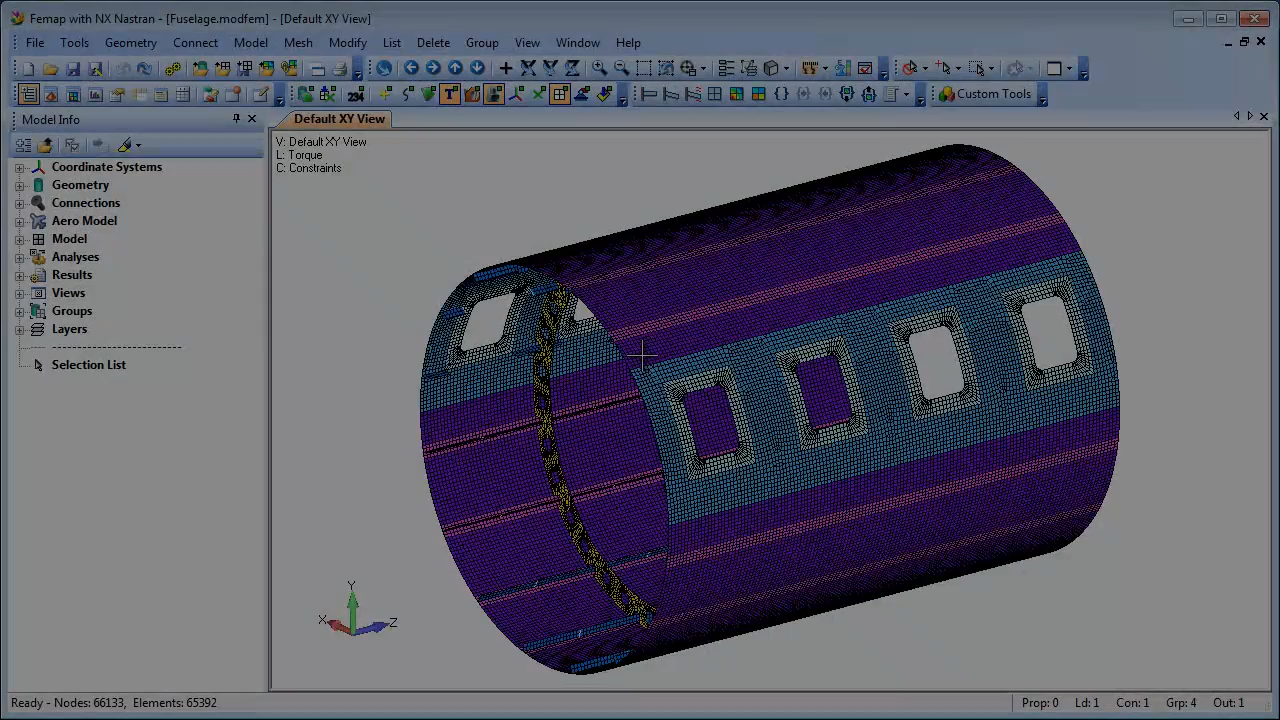 Femap with NX Nastran - [Fuselage.modfem] - [Default XY View]
File Tools Geometry Connect Model Mesh Modify List Delete Group View Window Help
234
T
Custom Tools
Model Info
Default XY View
V: Default XY View
L: Torque
C: Constraints
Coordinate Systems
Geometry
Connections
Aero Model
Model
Analyses
Results
Views
Groups
Layers
Selection List
Y
X
Z
Ready - Nodes: 66133, Elements: 65392
Prop: 0 Ld: 1 Con: 1 Grp: 4 Out: 1